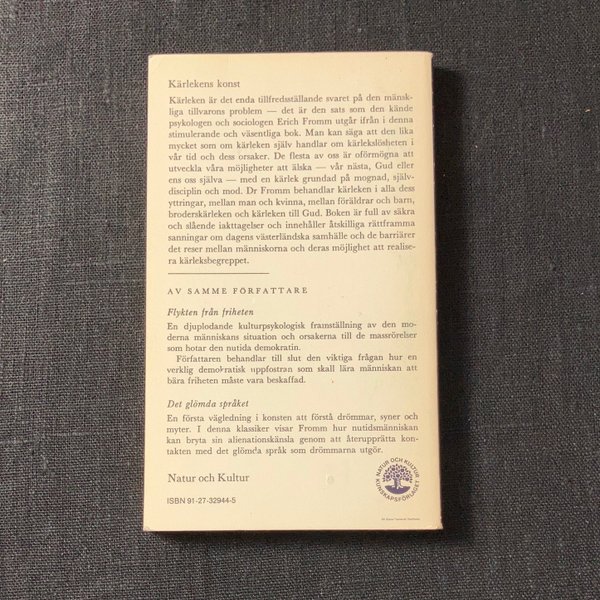 Kärlekens konst
Kärleken är det enda tillfredsställande svaret på den mänsk-
liga tillvarons problem — det är den sats som den kände
psykologen och sociologen Erich Fromm utgår ifrån i denna
stimulerande och väsentliga bok. Man kan säga att den lika
mycket som om kärleken själv handlar om kärlekslösheten i
vår tid och dess orsaker. De flesta av oss är oförmögna att
utveckla våra möjligheter att älska — vår nästa, Gud eller
ens oss själva — med en kärlek grundad på mognad, själv-
disciplin och mod. Dr Fromm behandlar kärleken i alla dess
yttringar, mellan man och kvinna, mellan föräldrar och barn,
broderskärleken och kärleken till Gud. Boken är full av säkra
och slående iakttagelser och innehåller åtskilliga rättframma
sanningar om dagens västerländska samhälle och de barriärer
det reser mellan människorna och deras möjlighet att realise-
ra kärleksbegreppet.
AV SAMME FÖRFATTARE
Flykten från friheten
En djuplodande kulturpsykologisk framställning av den mo-
derna människans situation och orsakerna till de massrörelser
som hotar den nutida demokratin.
Författaren behandlar till slut den viktiga frågan hur en
verklig demokratisk uppfostran som skall lära människan att
bära friheten måste vara beskaffad.
Det glömda språket
En första vägledning i konsten att förstå drömmar, syner och
myter. I denna klassiker visar Fromm hur nutidsmänniskan
kan bryta sin alienationskänsla genom att återupprätta kon-
takten med det glömda språk som drömmarna utgör.
Natur och Kultur
NATUR OCH KULTUR
KUNSKAPSFÖRLAGET
ISBN 91-27-32944-5